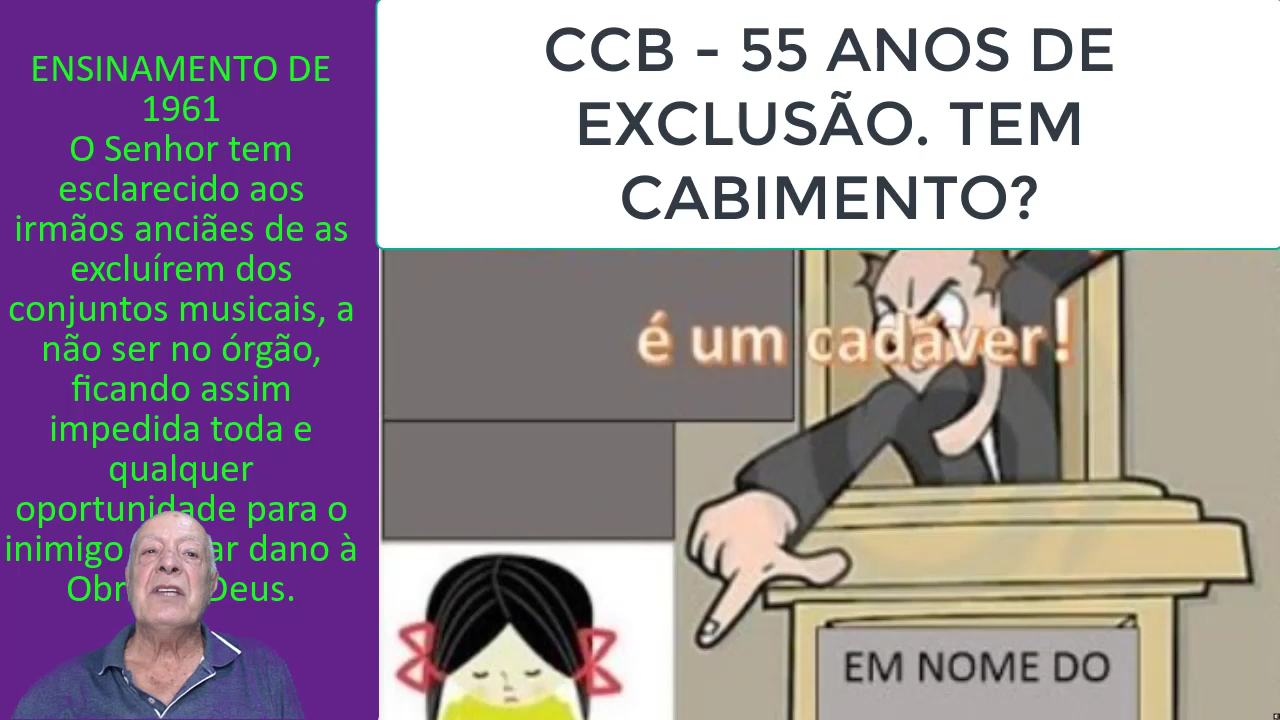 ENSINAMENTO DE
1961
O Senhor tem
esclarecido aos
irmãos anciães de as
excluírem dos
conjuntos musicais, a
não ser no órgão,
ficando assim
impedida toda e
qualquer
oportunidade para o
inimigo dano à
Deus.
CCB - 55 ANOS DE
EXCLUSÃO. TEM
CABIMENTO?
é um cadáver!
EM NOME DO